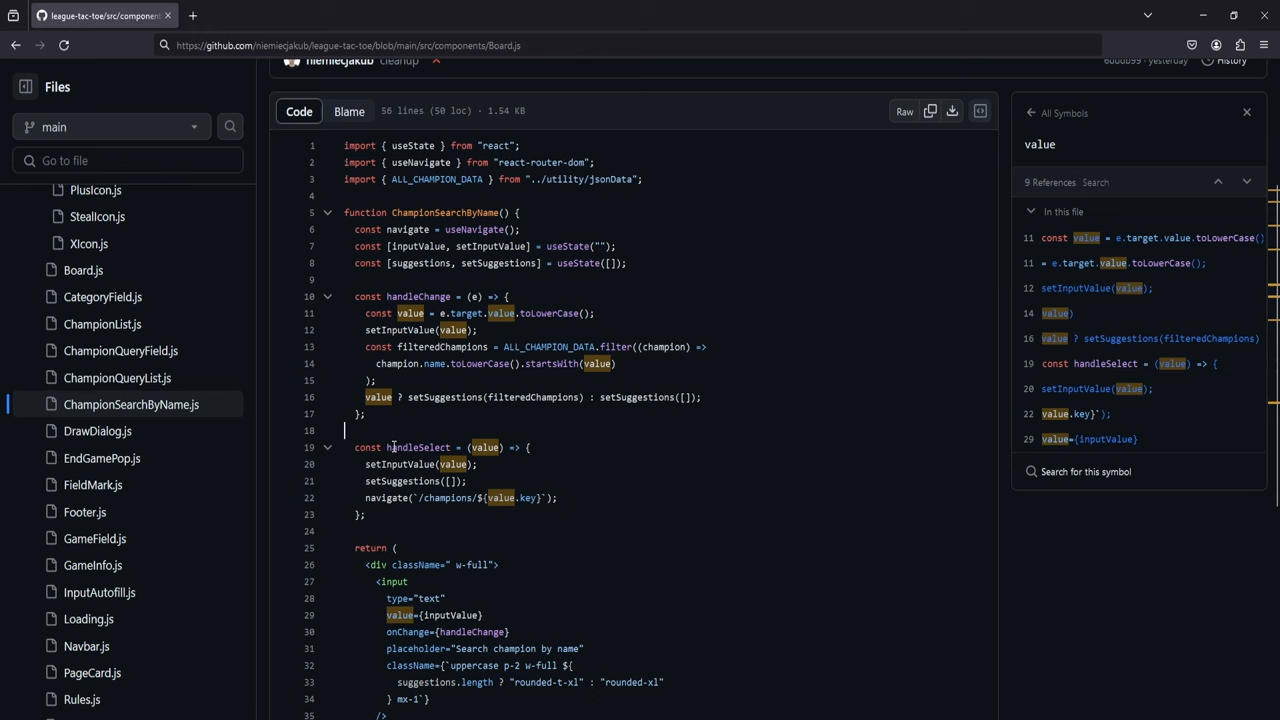 league-tac-toe/src/component
https://github.com/niemiecjakub/league-tac-toe/blob/main/src/components/Board.js
Files
main
Go to file
PlusIcon.js
StealIcon.js
XIcon.js
Board.js
CategoryField.js
ChampionList.js
ChampionQueryField.js
ChampionQueryList.js
ChampionSearchByName.js
DrawDialog.js
EndGamePop.js
FieldMark.js
Footer.js
GameField.js
GameInfo.js
InputAutofill.js
Loading.js
Navbar.js
PageCard.js
Rules.js
niemiecjakub cleanup
yesterday
History
Code
Blame
56 lines (50 loc) · 1.54 KB
Raw
1 import { useState } from "react";
2 import { useNavigate } from "react-router-dom";
3 import { ALL_CHAMPION_DATA } from "../utility/jsonData";
4
5 function ChampionSearchByName() {
6 const navigate = useNavigate();
7 const [inputValue, setInputValue] = useState("");
8 const [suggestions, setSuggestions] = useState([]);
9
10 const handleChange = (e) => {
11 const value = e.target.value.toLowerCase();
12 setInputValue(value);
13 const filteredChampions = ALL_CHAMPION_DATA.filter((champion) =>
14 champion.name.toLowerCase().startsWith(value)
15 );
16 value ? setSuggestions(filteredChampions) : setSuggestions([]);
17 };
18
19 const handleSelect = (value) => {
20 setInputValue(value);
21 setSuggestions([]);
22 navigate(`/champions/${value.key}`);
23 };
24
25 return (
26 <div className=" w-full">
27 <input
28 type="text"
29 value={inputValue}
30 onChange={handleChange}
31 placeholder="Search champion by name"
32 className={`uppercase p-2 w-full ${
33 suggestions.length ? "rounded-t-xl" : "rounded-xl"
34 } mx-1`}
35 />
All Symbols
value
9 References Search
In this file
11 const value = e.target.value.toLowerCase()
11 = e.target.value.toLowerCase();
12 setInputValue(value);
14 value)
16 value ? setSuggestions(filteredChampions)
19 const handleSelect = (value) => {
20 setInputValue(value);
22 value.key}`);
29 value={inputValue}
Search for this symbol